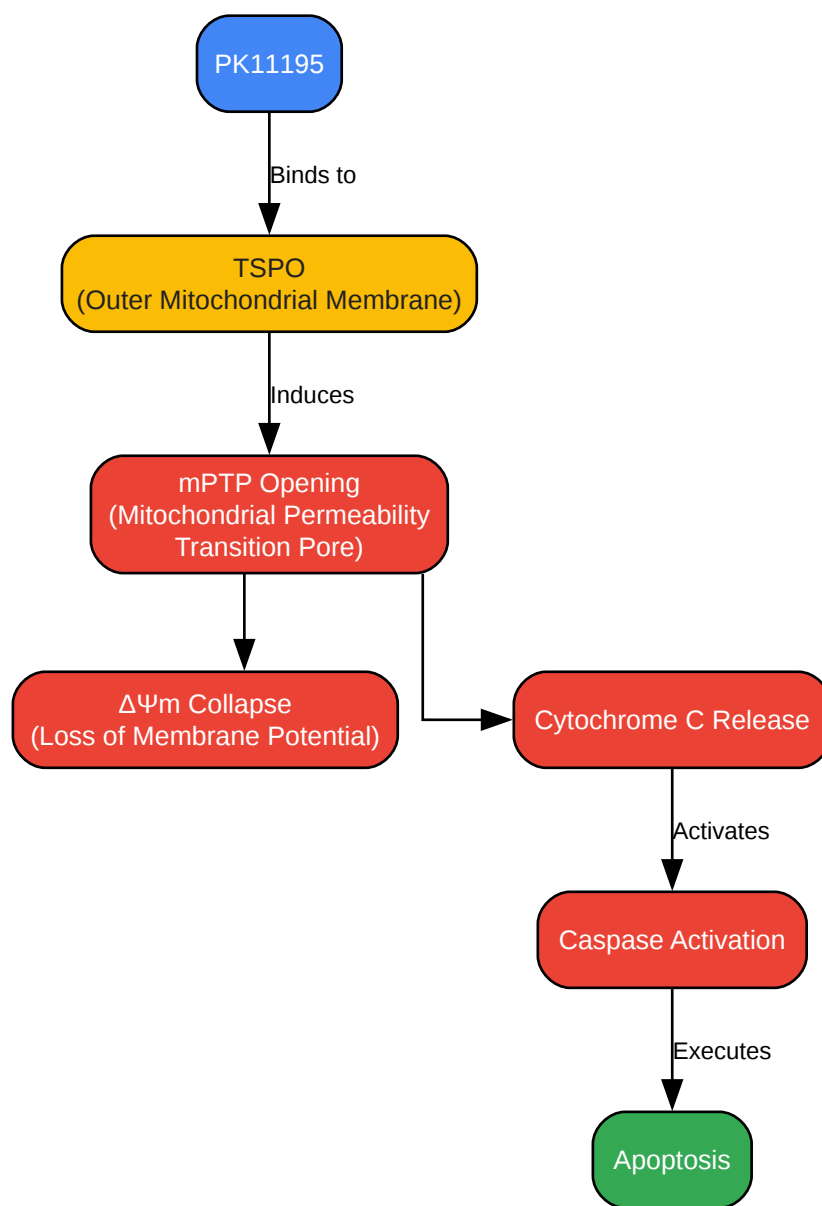 PK11195
Binds to
TSPO
(Outer Mitochondrial Membrane)
Induces
mPTP Opening
(Mitochondrial Permeability
Transition Pore)
ΔΨm Collapse
(Loss of Membrane Potential)
Cytochrome C Release
Activates
Caspase Activation
Executes
Apoptosis